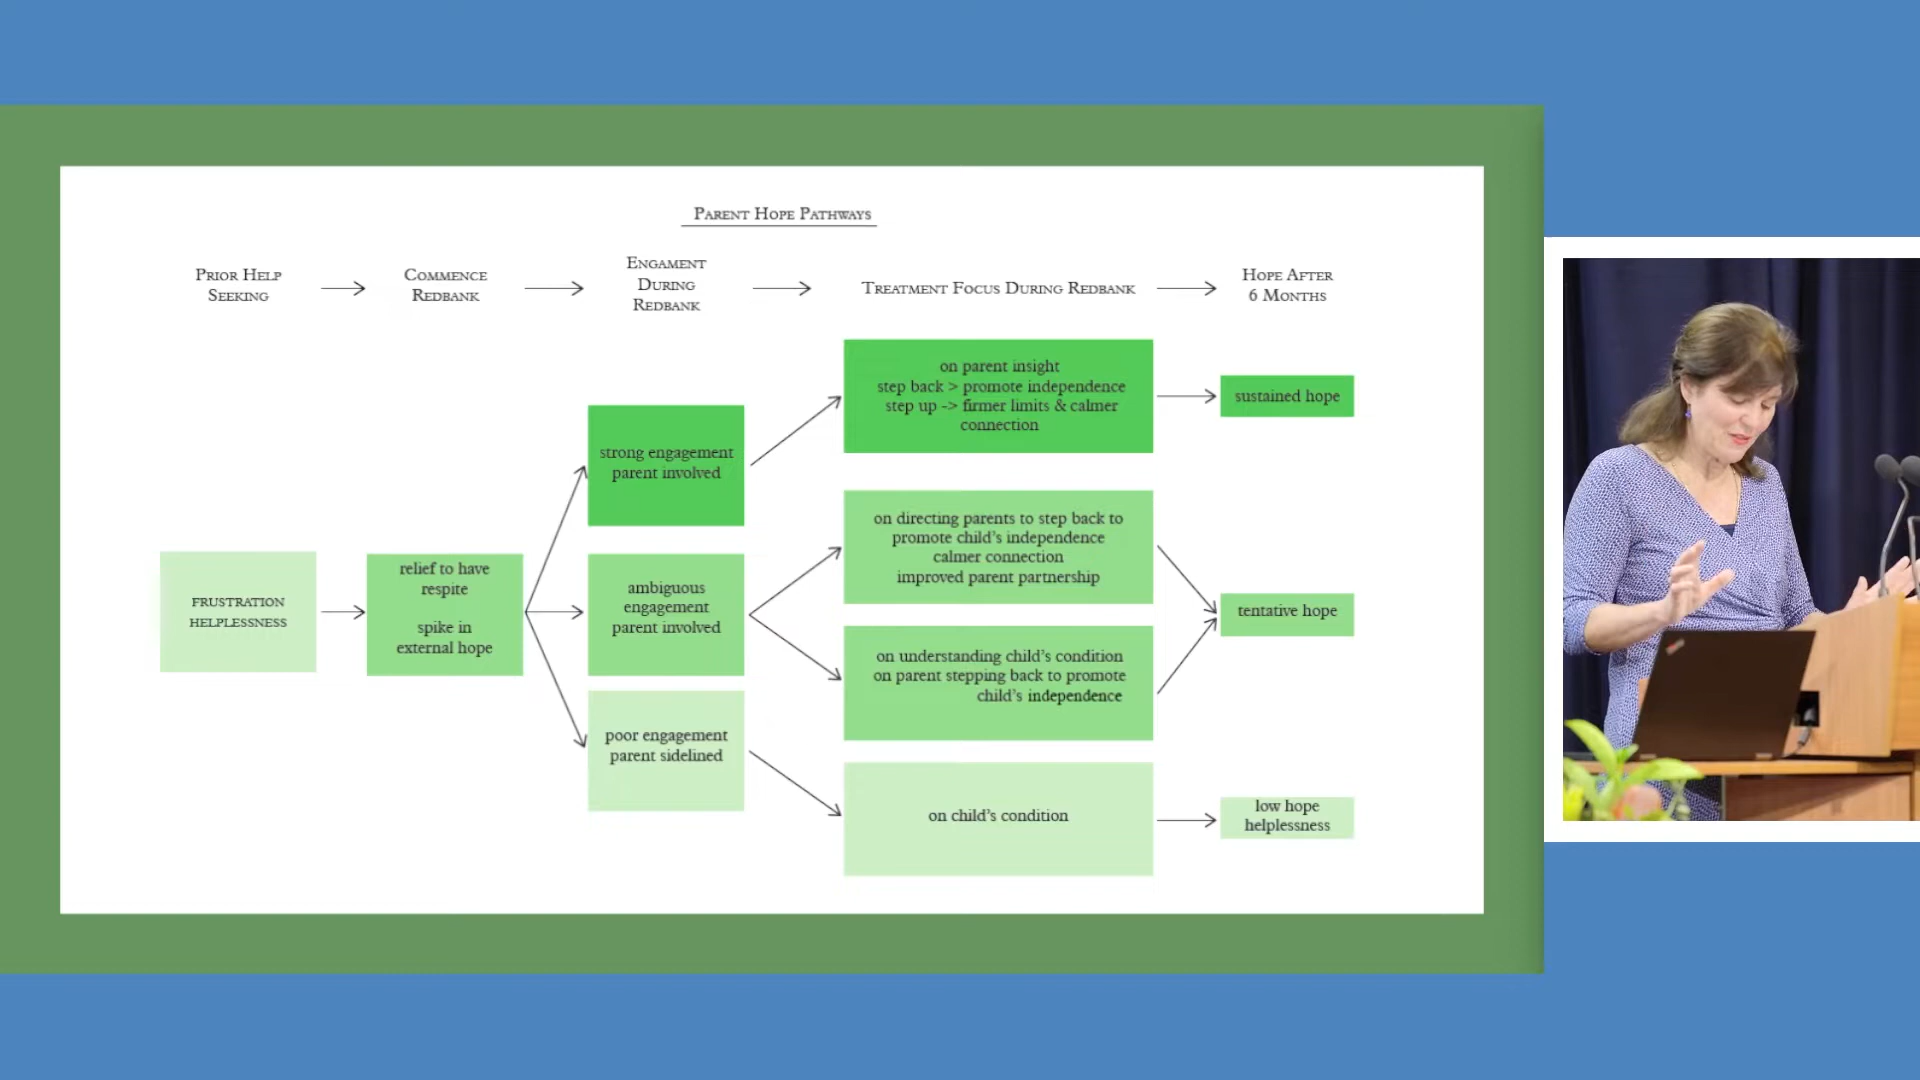 PARENT HOPE PATHWAYS
PRIOR HELP
SEEKING
COMMENCE
REDBANK
ENGAMENT
DURING
REDBANK
TREATMENT FOCUS DURING REDBANK
HOPE AFTER
6 MONTHS
FRUSTRATION
HELPLESSNESS
relief to have
respite
spike in
external hope
strong engagement
parent involved
ambiguous
engagement
parent involved
poor engagement
parent sidelined
on parent insight
step back > promote independence
step up -> firmer limits & calmer
connection
on directing parents to step back to
promote child's independence
calmer connection
improved parent partnership
on understanding child's condition
on parent stepping back to promote
child's independence
on child's condition
sustained hope
tentative hope
low hope
helplessness